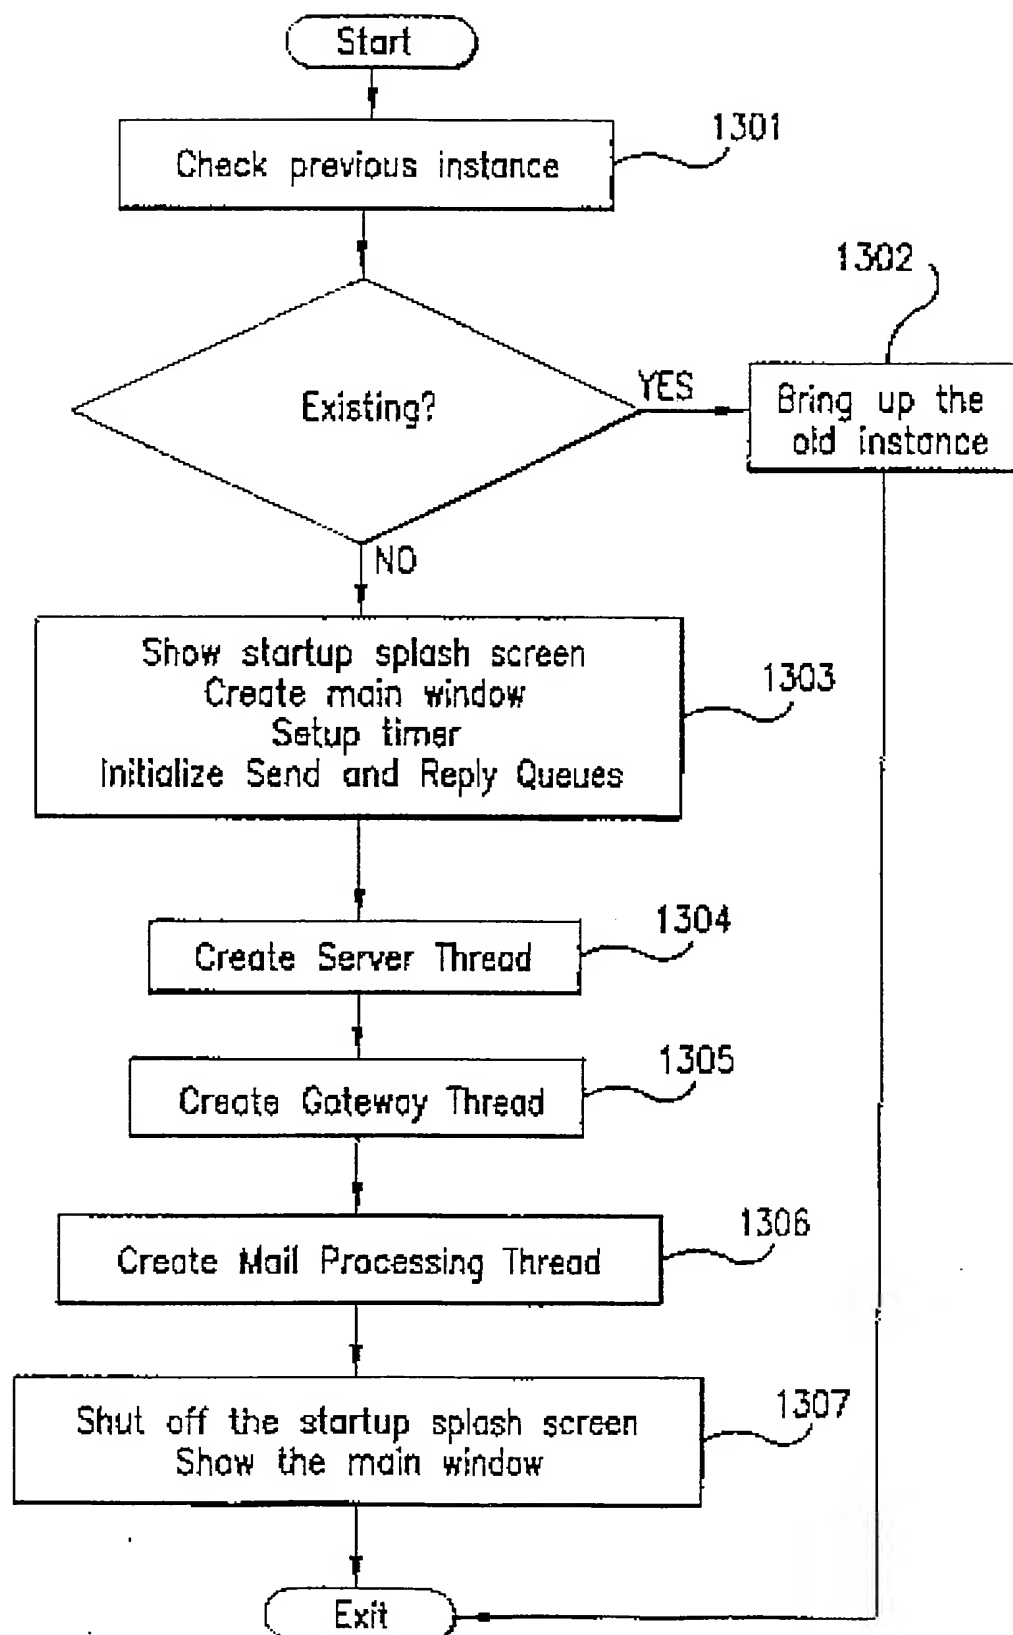 Start
1301
Check previous instance
1302
Existing?
YES
Bring up the
old instance
NO
Show startup splash screen
Create main window
Setup timer
Initialize Send and Reply Queues
1303
1304
Create Server Thread
1305
Create Gateway Thread
1306
Create Mail Processing Thread
1307
Shut off the startup splash screen
Show the main window
Exit